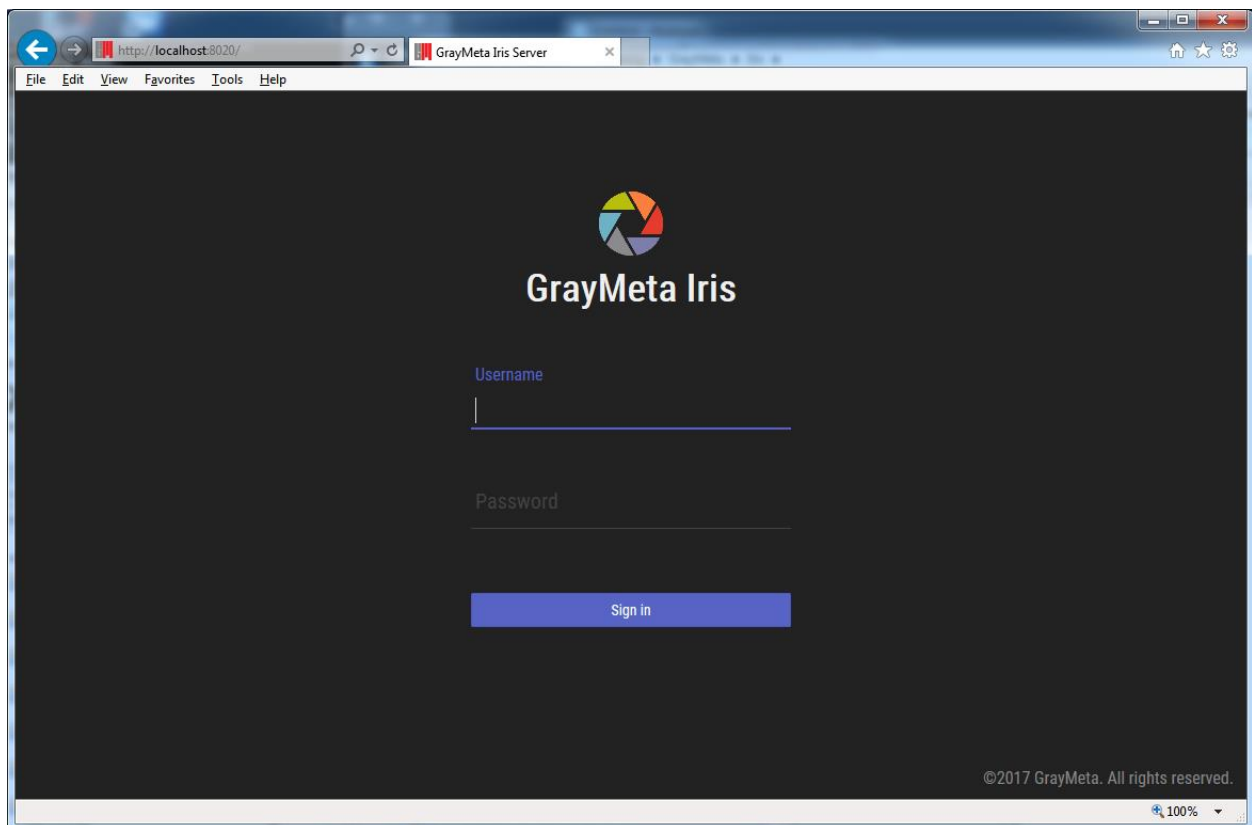 http://localhost:8020/
GrayMeta Iris Server
File Edit View Favorites Tools Help
GrayMeta Iris
Username
Password
Sign in
©2017 GrayMeta. All rights reserved.
100%